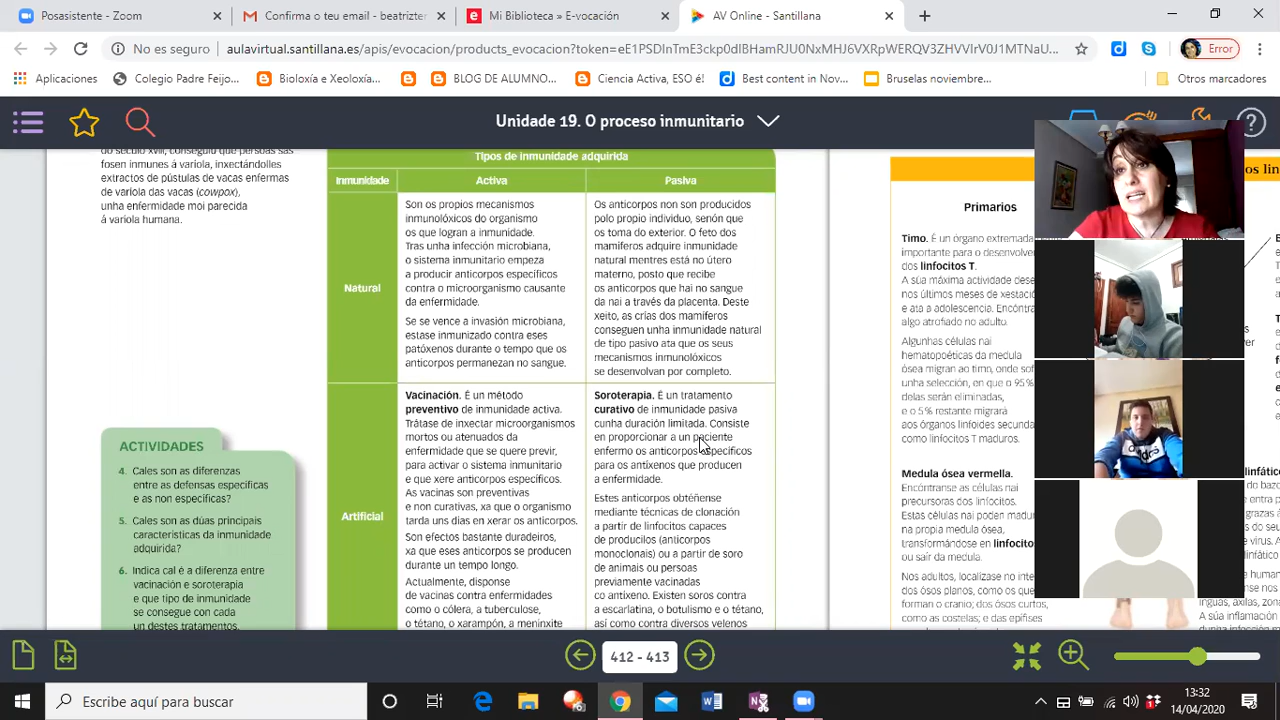 Posasistente - Zoom
Confirma o teu email - beatrizter
Mi Biblioteca » E-vocación
AV Online - Santillana
No es seguro
aulavirtual.santillana.es/apis/evocacion/products_evocacion?token=
Error
Aplicaciones
Colegio Padre Feijo...
Bioloxía e Xeoloxía...
BLOG DE ALUMNO...
Ciencia Activa, ESO é!
Best content in Nov...
Bruselas noviembre...
Otros marcadores
Unidade 19. O proceso inmunitario
do século XVIII, conseguiu que persoas sas
fosen inmunes á varíola, inxectándolles
extractos de pústulas de vacas enfermas
de varíola das vacas (cowpox),
unha enfermidade moi parecida
á varíola humana.
ACTIVIDADES
4. Cales son as diferenzas
entre as defensas específicas
e as non específicas?
5. Cales son as dúas principais
características da inmunidade
adquirida?
6. Indica cal é a diferenza entre
vacinación e soroterapia
e que tipo de inmunidade
se consegue con cada
un destes tratamentos.
Tipos de inmunidade adquirida
Inmunidade
Activa
Pasiva
Natural
Son os propios mecanismos
inmunolóxicos do organismo
os que logran a inmunidade.
Tras unha infección microbiana,
o sistema inmunitario empeza
a producir anticorpos específicos
contra o microorganismo causante
da enfermidade.
Se se vence a invasión microbiana,
estase inmunizado contra eses
patóxenos durante o tempo que os
anticorpos permanezan no sangue.
Os anticorpos non son producidos
polo propio individuo, senón que
os toma do exterior. O feto dos
mamíferos adquire inmunidade
natural mentres está no útero
materno, posto que recibe
os anticorpos que hai no sangue
da nai a través da placenta. Deste
xeito, as crías dos mamíferos
conseguen unha inmunidade natural
de tipo pasivo ata que os seus
mecanismos inmunolóxicos
se desenvolvan por completo.
Artificial
Vacinación. É un método
preventivo de inmunidade activa.
Trátase de inxectar microorganismos
mortos ou atenuados da
enfermidade que se quere previr,
para activar o sistema inmunitario
e que xere anticorpos específicos.
As vacinas son preventivas
e non curativas, xa que o organismo
tarda uns días en xerar os anticorpos.
Son efectos bastante duradeiros,
xa que eses anticorpos se producen
durante un tempo longo.
Actualmente, disponse
de vacinas contra enfermidades
como o cólera, a tuberculose,
o tétano, o xarampón, a meninxite
Soroterapia. É un tratamento
curativo de inmunidade pasiva
cunha duración limitada. Consiste
en proporcionar a un paciente
enfermo os anticorpos específicos
para os antíxenos que producen
a enfermidade.
Estes anticorpos obtéñense
mediante técnicas de clonación
a partir de linfocitos capaces
de producilos (anticorpos
monoclonais) ou a partir de soro
de animais ou persoas
previamente vacinadas
co antíxeno. Existen soros contra
a escarlatina, o botulismo e o tétano,
así como contra diversos velenos
Primarios
Timo. É un órgano
importante para o
dos linfocitos T.
A súa máxima actividade
nos últimos meses de xestación
e ata a adolescencia.
algo atrofiado no adulto.
Algunhas células nai
hematopoéticas da medula
ósea migran ao timo, onde
unha selección, en que o 95 %
delas serán eliminadas,
e o 5 % restante migrará
aos órganos linfoides
como linfocitos T maduros.
Medula ósea vermella.
Encóntranse as células nai
precursoras dos linfocitos.
Estas células nai poden
na propia medula ósea,
transformándose en
ou saír da medula.
Nos adultos, localízase no
dos ósos planos, como os que
forman o cranio; dos ósos curtos,
como as costelas; e das epífises
412 - 413
Escribe aquí para buscar
13:32
14/04/2020